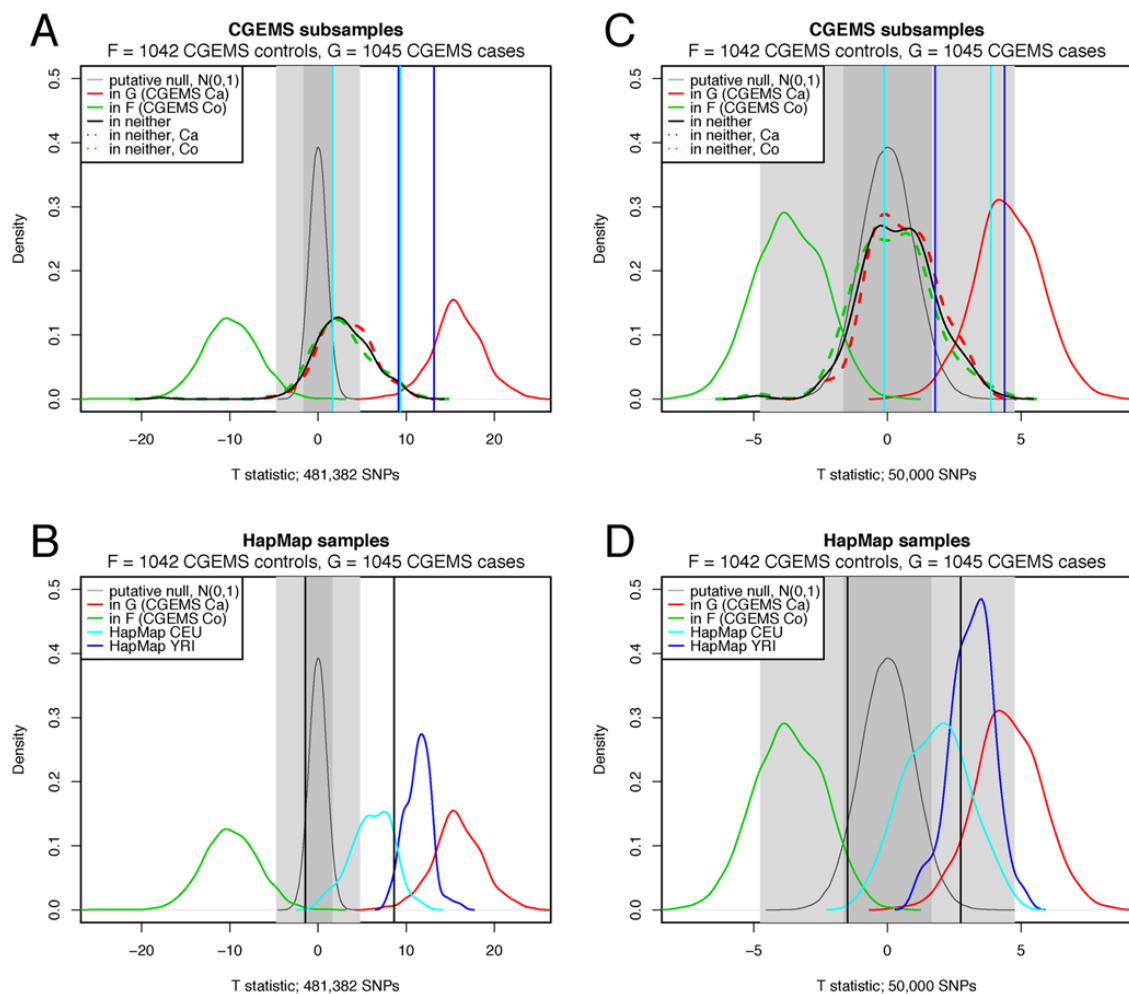 A
CGEMS subsamples
F = 1042 CGEMS controls, G = 1045 CGEMS cases
putative null, N(0,1)
in G (CGEMS Ca)
in F (CGEMS Co)
in neither
in neither, Ca
in neither, Co
Density
0.5
0.4
0.3
0.2
0.1
0.0
−20
−10
0
10
20
T statistic; 481,382 SNPs
C
CGEMS subsamples
F = 1042 CGEMS controls, G = 1045 CGEMS cases
putative null, N(0,1)
in G (CGEMS Ca)
in F (CGEMS Co)
in neither
in neither, Ca
in neither, Co
Density
0.5
0.4
0.3
0.2
0.1
0.0
−5
0
5
T statistic; 50,000 SNPs
B
HapMap samples
F = 1042 CGEMS controls, G = 1045 CGEMS cases
putative null, N(0,1)
in G (CGEMS Ca)
in F (CGEMS Co)
HapMap CEU
HapMap YRI
Density
0.5
0.4
0.3
0.2
0.1
0.0
−20
−10
0
10
20
T statistic; 481,382 SNPs
D
HapMap samples
F = 1042 CGEMS controls, G = 1045 CGEMS cases
putative null, N(0,1)
in G (CGEMS Ca)
in F (CGEMS Co)
HapMap CEU
HapMap YRI
Density
0.5
0.4
0.3
0.2
0.1
0.0
−5
0
5
T statistic; 50,000 SNPs